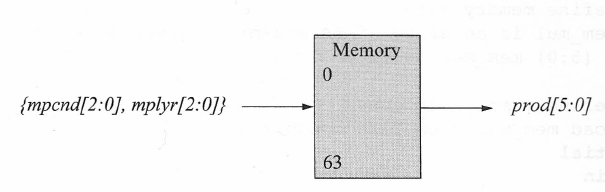 Memory
0
{mpcnd[2:0], mplyr[2:0]}
prod[5:0]
63